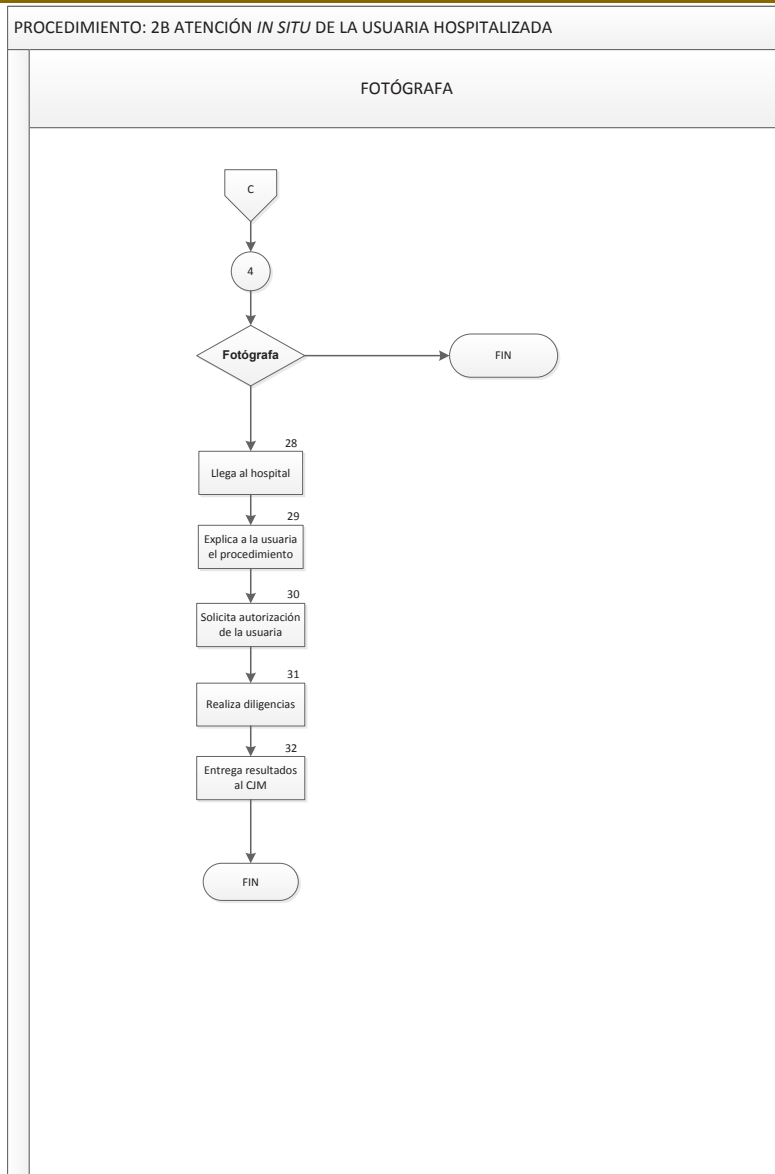 PROCEDIMIENTO: 2B ATENCIÓN IN SITU DE LA USUARIA HOSPITALIZADA
FOTÓGRAFA
C
4
Fotógrafa
FIN
28
Llega al hospital
29
Explica a la usuaria
el procedimiento
30
Solicita autorización
de la usuaria
31
Realiza diligencias
32
Entrega resultados
al CJM
FIN